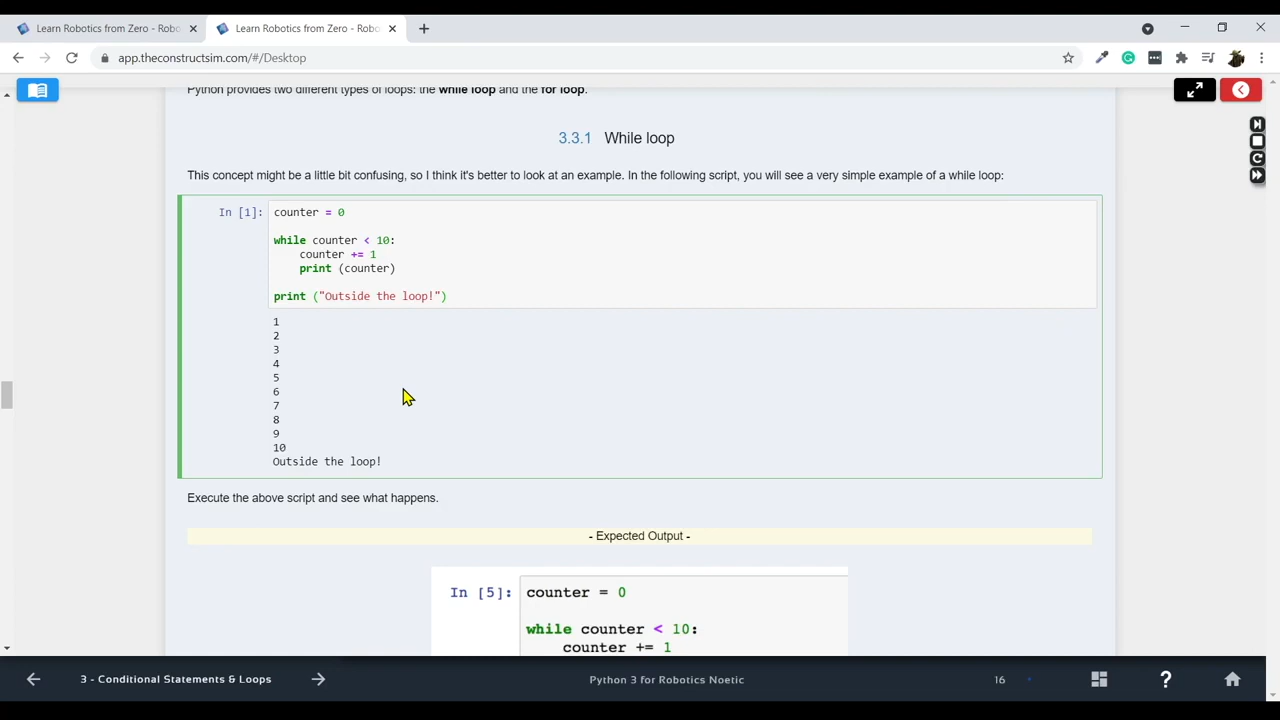 Learn Robotics from Zero - Robo
Learn Robotics from Zero - Robo
app.theconstructsim.com/#/Desktop
Python provides two different types of loops: the while loop and the for loop.
3.3.1 While loop
This concept might be a little bit confusing, so I think it's better to look at an example. In the following script, you will see a very simple example of a while loop:
In [1]:
counter = 0
while counter < 10:
    counter += 1
    print (counter)
print ("Outside the loop!")
1
2
3
4
5
6
7
8
9
10
Outside the loop!
Execute the above script and see what happens.
- Expected Output -
In [5]: counter = 0
while counter < 10:
    counter += 1
3 - Conditional Statements & Loops
Python 3 for Robotics Noetic
16
?